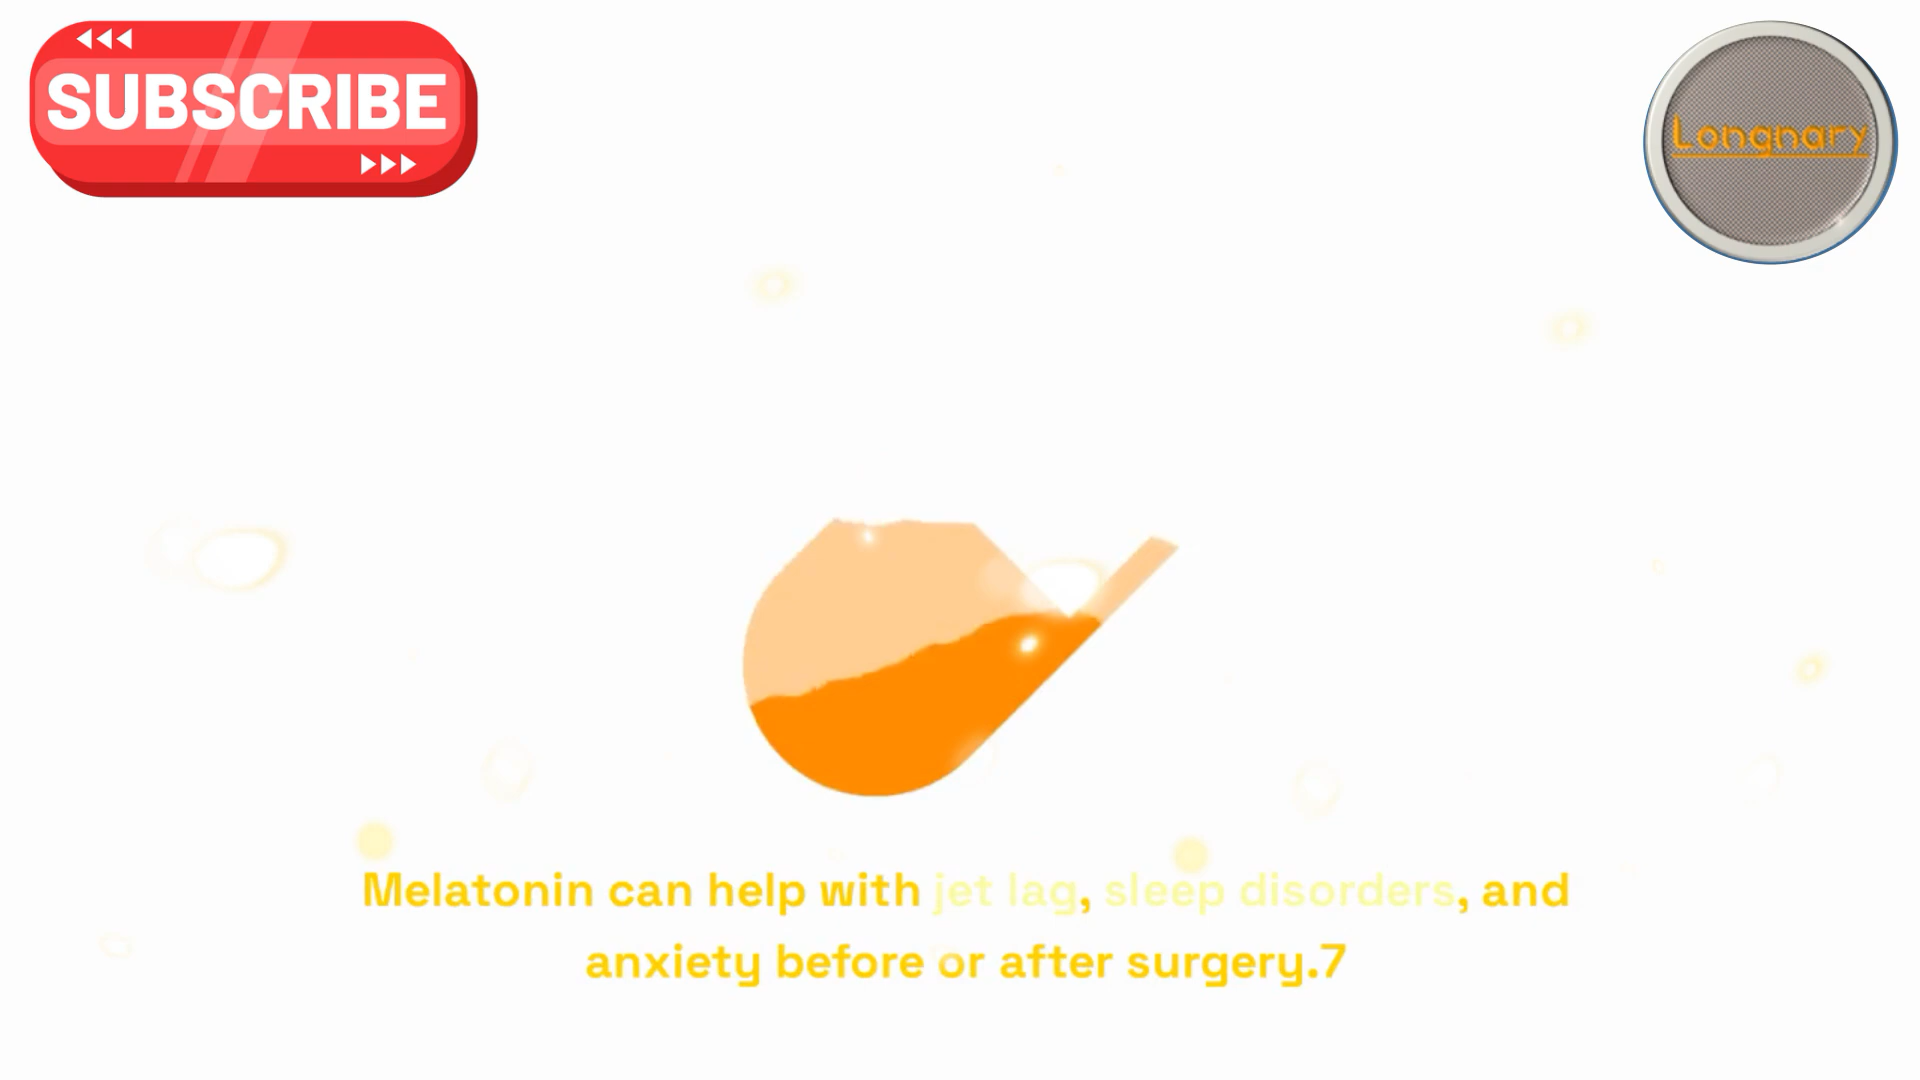 SUBSCRIBE
Longnary
Melatonin can help with jet lag, sleep disorders, and
anxiety before or after surgery.7